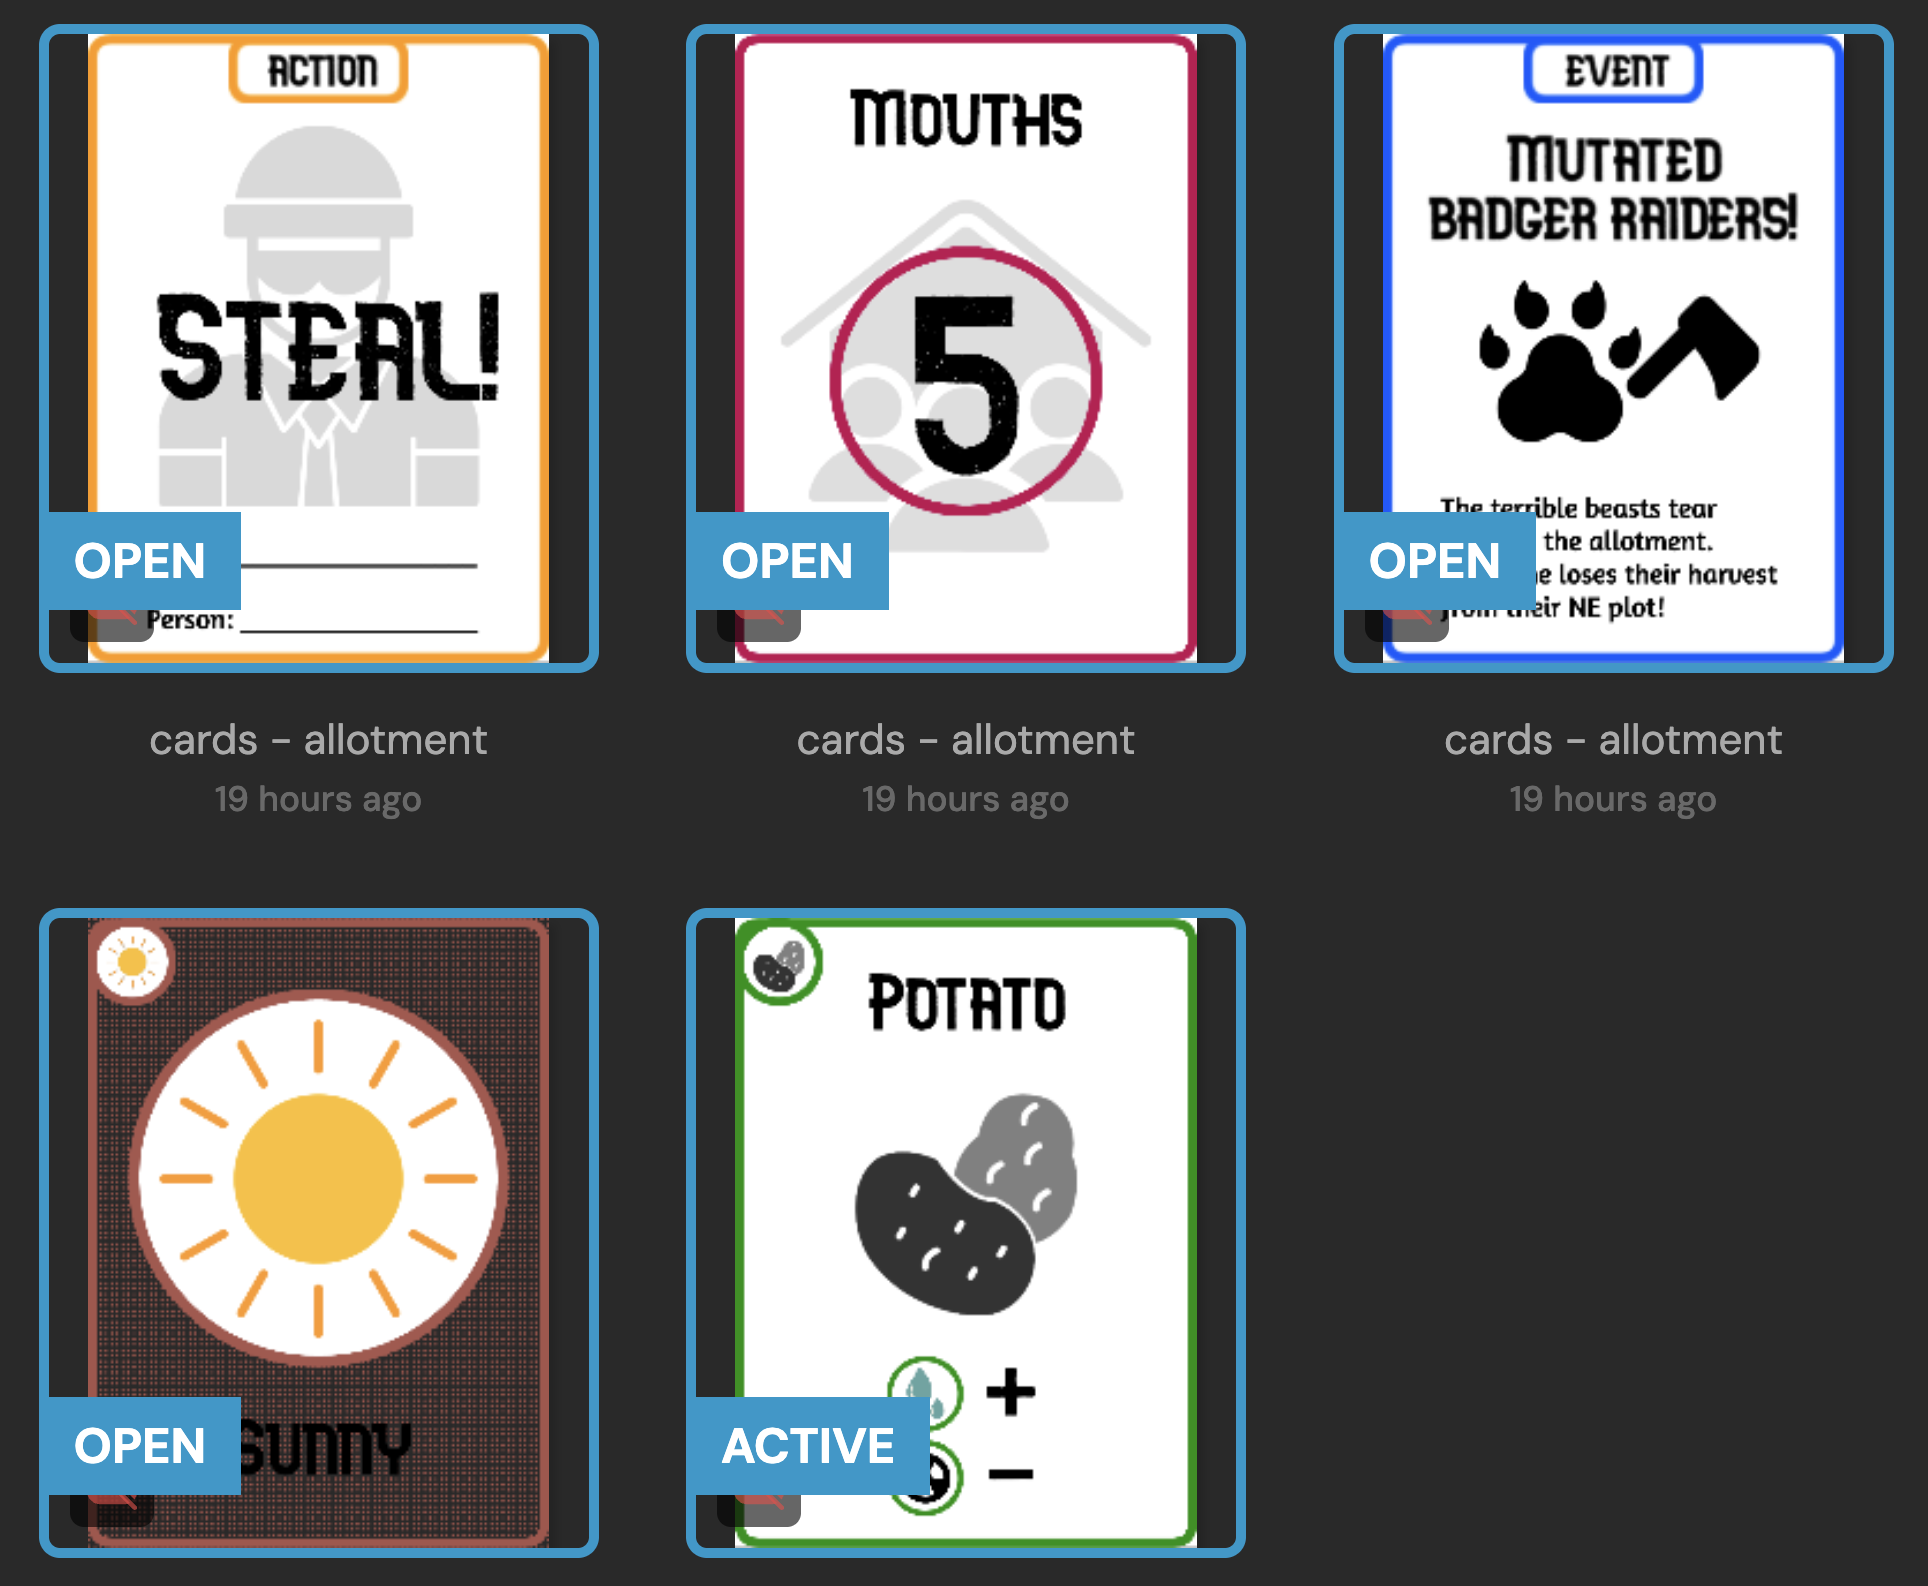 ACTION
STEAL!
OPEN
Person:
cards - allotment
19 hours ago
MOUTHS
5
OPEN
cards - allotment
19 hours ago
EVENT
MUTATED
BADGER RAIDERS!
The terrible beasts tear
the allotment.
loses their harvest
from their NE plot!
OPEN
cards - allotment
19 hours ago
SUNNY
OPEN
POTATO
+
−
ACTIVE